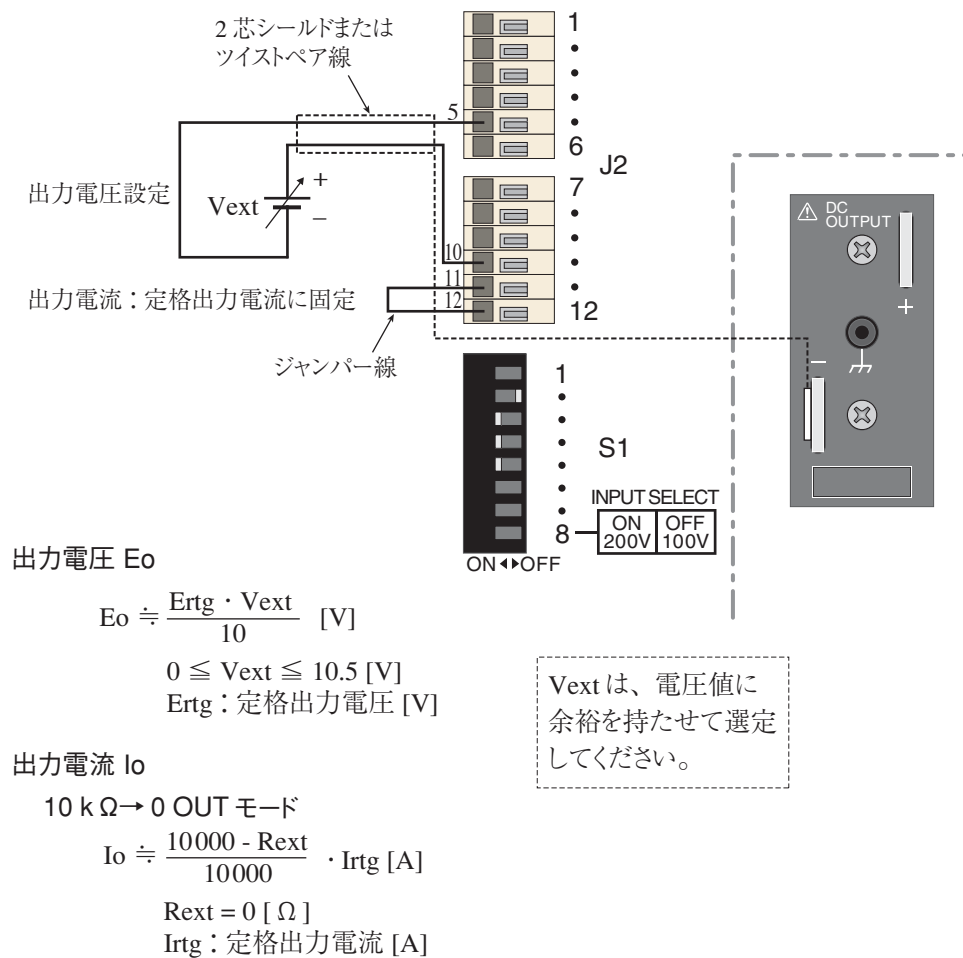 2 芯シールドまたは
ツイストペア線
1
5
6
J2
出力電圧設定
Vext
+
−
7
10
11
12
12
出力電流：定格出力電流に固定
ジャンパー線
⚠ DC
OUTPUT
+
−
1
S1
8
INPUT SELECT
ON OFF
200V 100V
ON OFF
出力電圧 Eo
Eo ≒ Ertg・Vext / 10 [V]
0 ≦ Vext ≦ 10.5 [V]
Ertg：定格出力電圧 [V]
Vext は、電圧値に
余裕を持たせて選定
してください。
出力電流 Io
10 k Ω→ 0 OUT モード
Io ≒ 10000 - Rext / 10000 ・Irtg [A]
Rext = 0 [ Ω ]
Irtg：定格出力電流 [A]